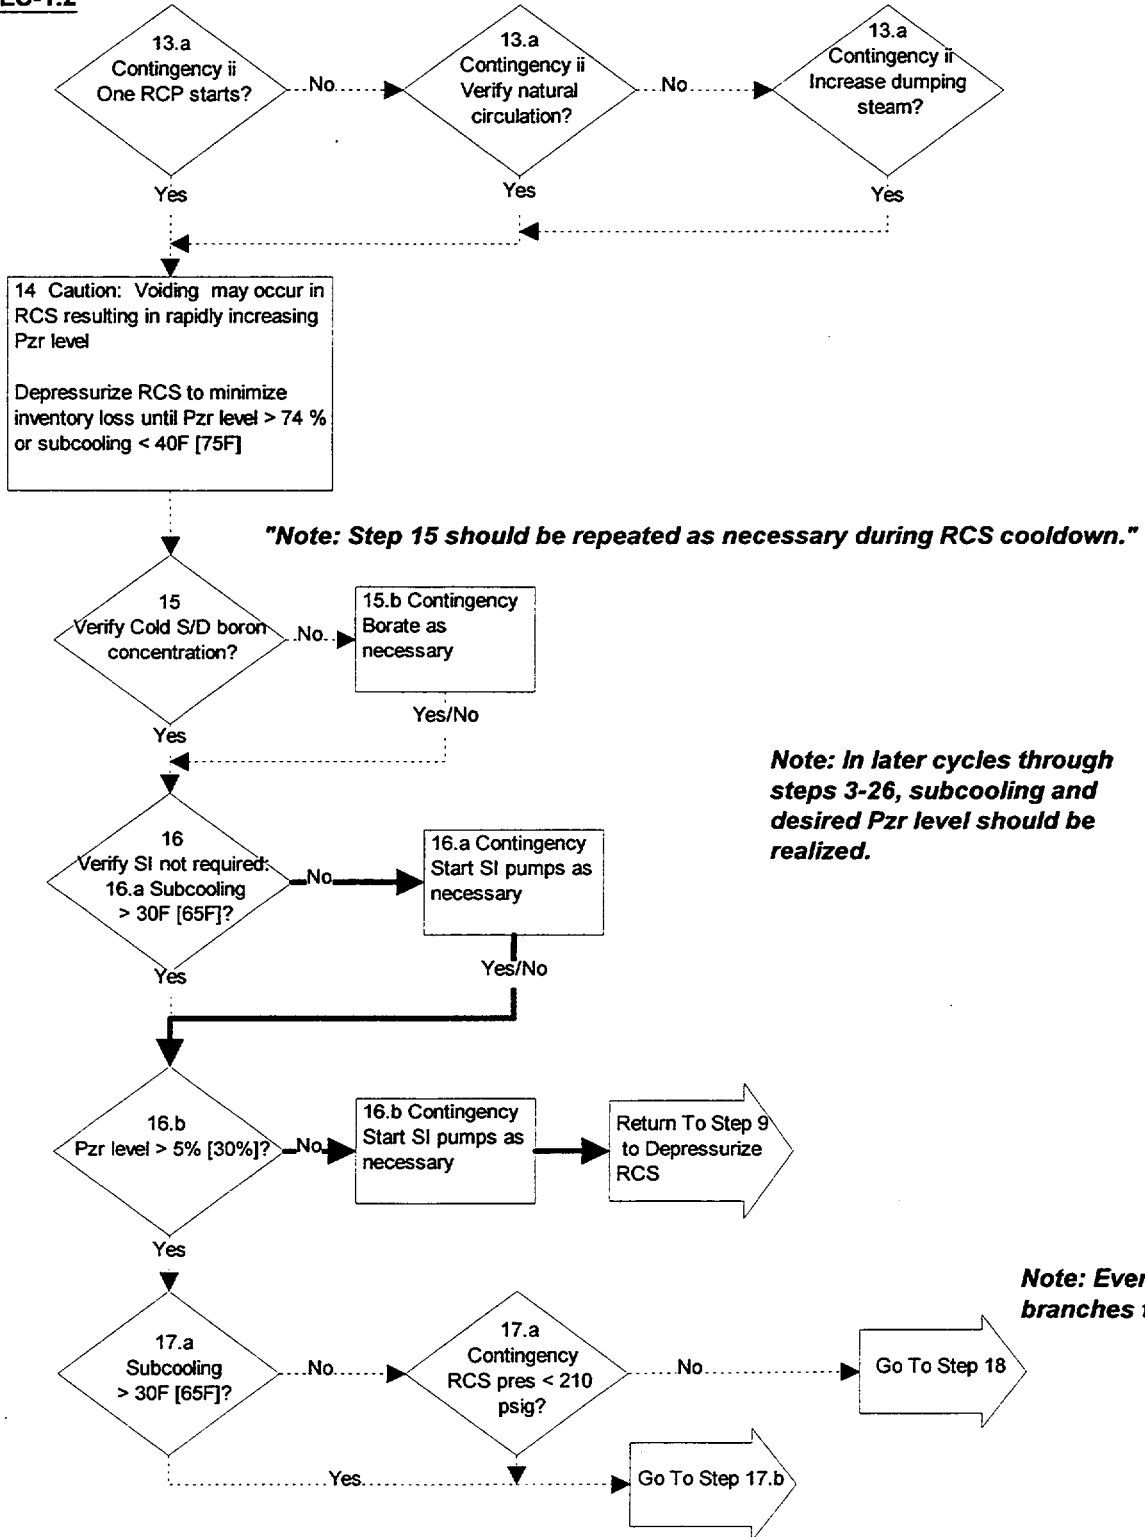 13.a
Contingency ii
One RCP starts?
No
13.a
Contingency ii
Verify natural
circulation?
No
13.a
Contingency ii
Increase dumping
steam?
Yes
Yes
Yes
14 Caution: Voiding may occur in
RCS resulting in rapidly increasing
Pzr level
Depressurize RCS to minimize
inventory loss until Pzr level > 74 %
or subcooling < 40F [75F]
"Note: Step 15 should be repeated as necessary during RCS cooldown."
15
Verify Cold S/D boron
concentration?
No
15.b Contingency
Borate as
necessary
Yes/No
Yes
Note: In later cycles through
steps 3-26, subcooling and
desired Pzr level should be
realized.
16
Verify SI not required:
16.a Subcooling
> 30F [65F]?
No
16.a Contingency
Start SI pumps as
necessary
Yes/No
Yes
16.b
Pzr level > 5% [30%]?
No
16.b Contingency
Start SI pumps as
necessary
Return To Step 9
to Depressurize
RCS
Yes
Note: Ever
branches
17.a
Subcooling
> 30F [65F]?
No
17.a
Contingency
RCS pres < 210
psig?
No
Go To Step 18
Yes
Go To Step 17.b